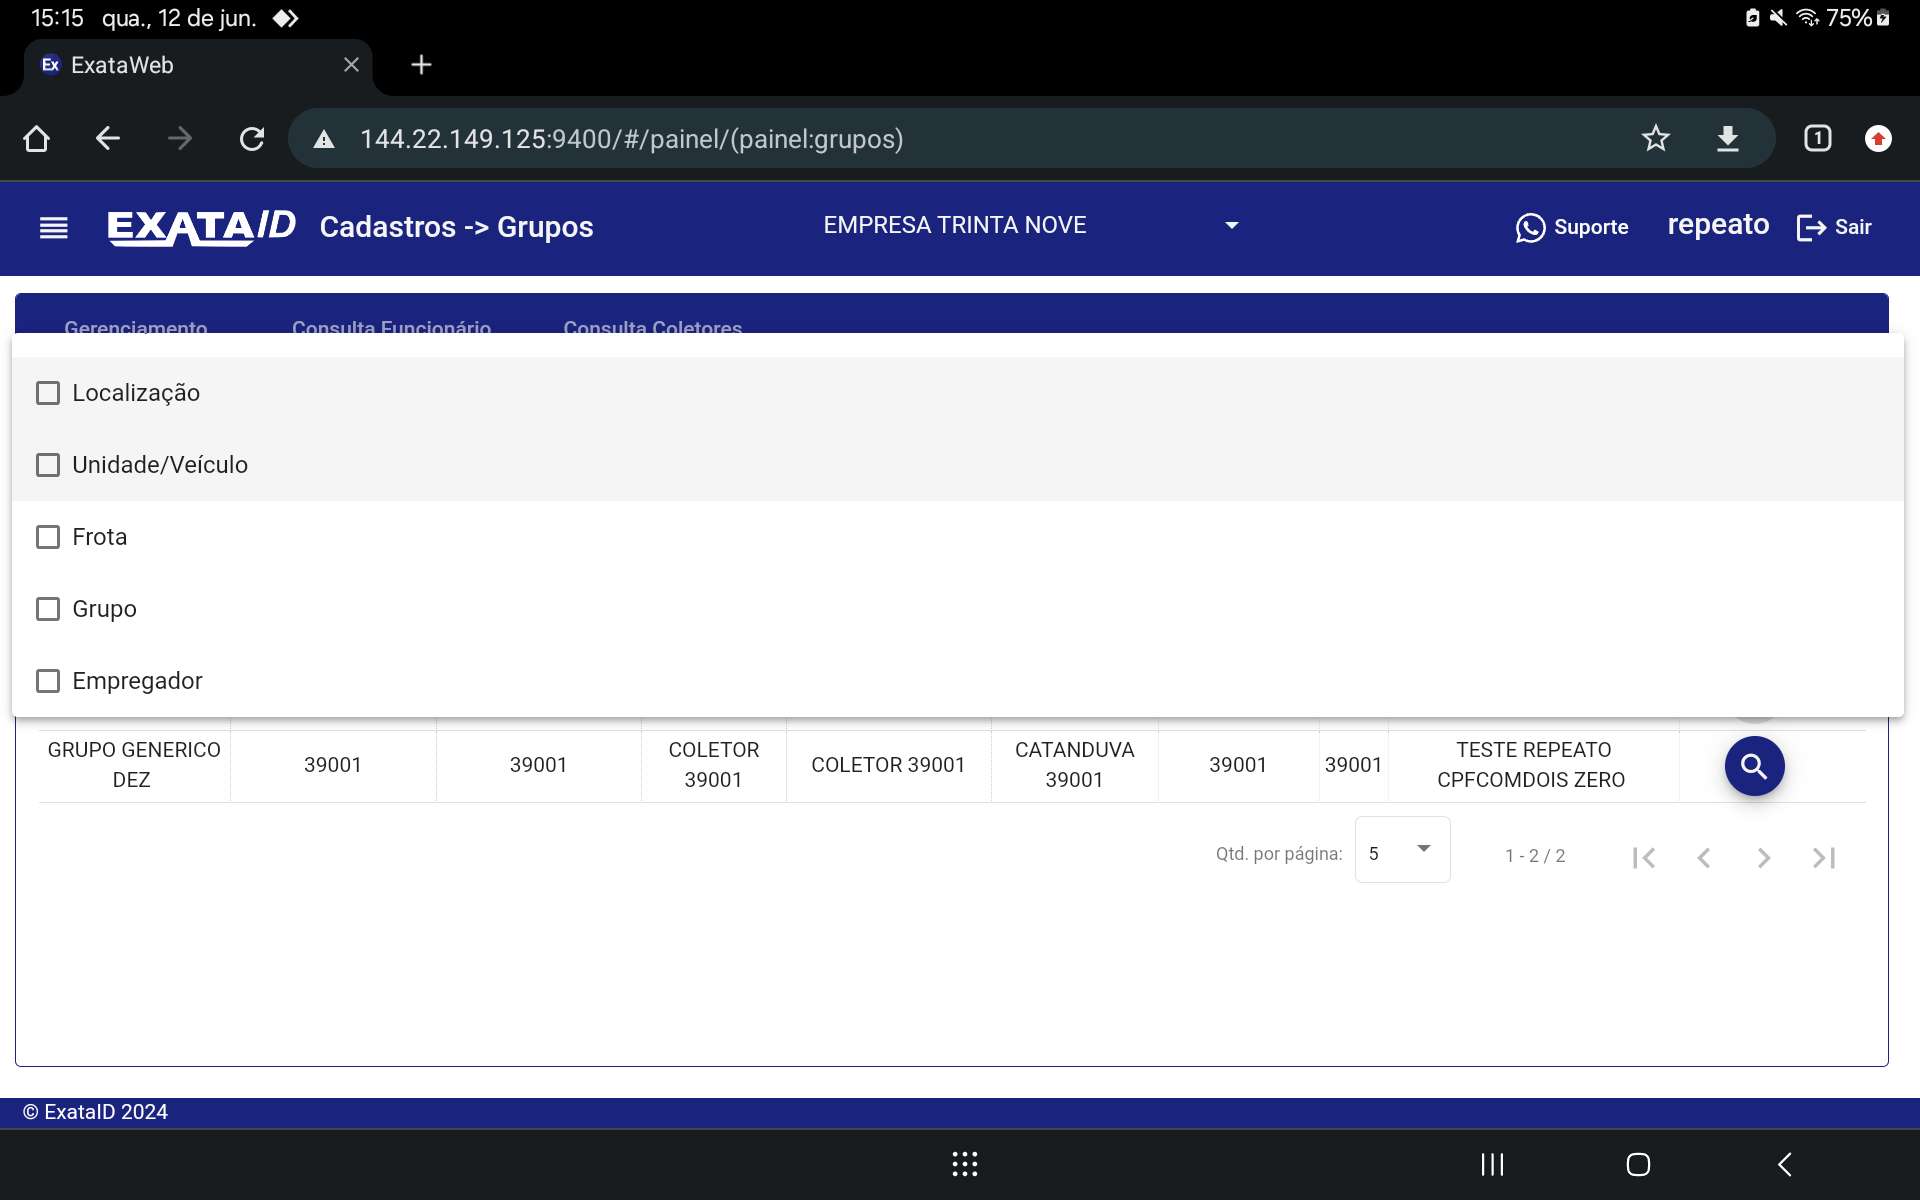 15:15 qua., 12 de jun.
75%
Ex ExataWeb
144.22.149.125:9400/#/painel/(painel:grupos)
1
EXATAID Cadastros -> Grupos EMPRESA TRINTA NOVE Suporte repeato Sair
Gerenciamento Consulta Funcionário Consulta Coletores
Localização
Unidade/Veículo
Frota
Grupo
Empregador
GRUPO GENERICO DEZ 39001 39001 COLETOR 39001 COLETOR 39001 CATANDUVA 39001 39001 39001 TESTE REPEATO CPFCOMDOIS ZERO
Qtd. por página: 5 1 - 2 / 2
© ExataID 2024